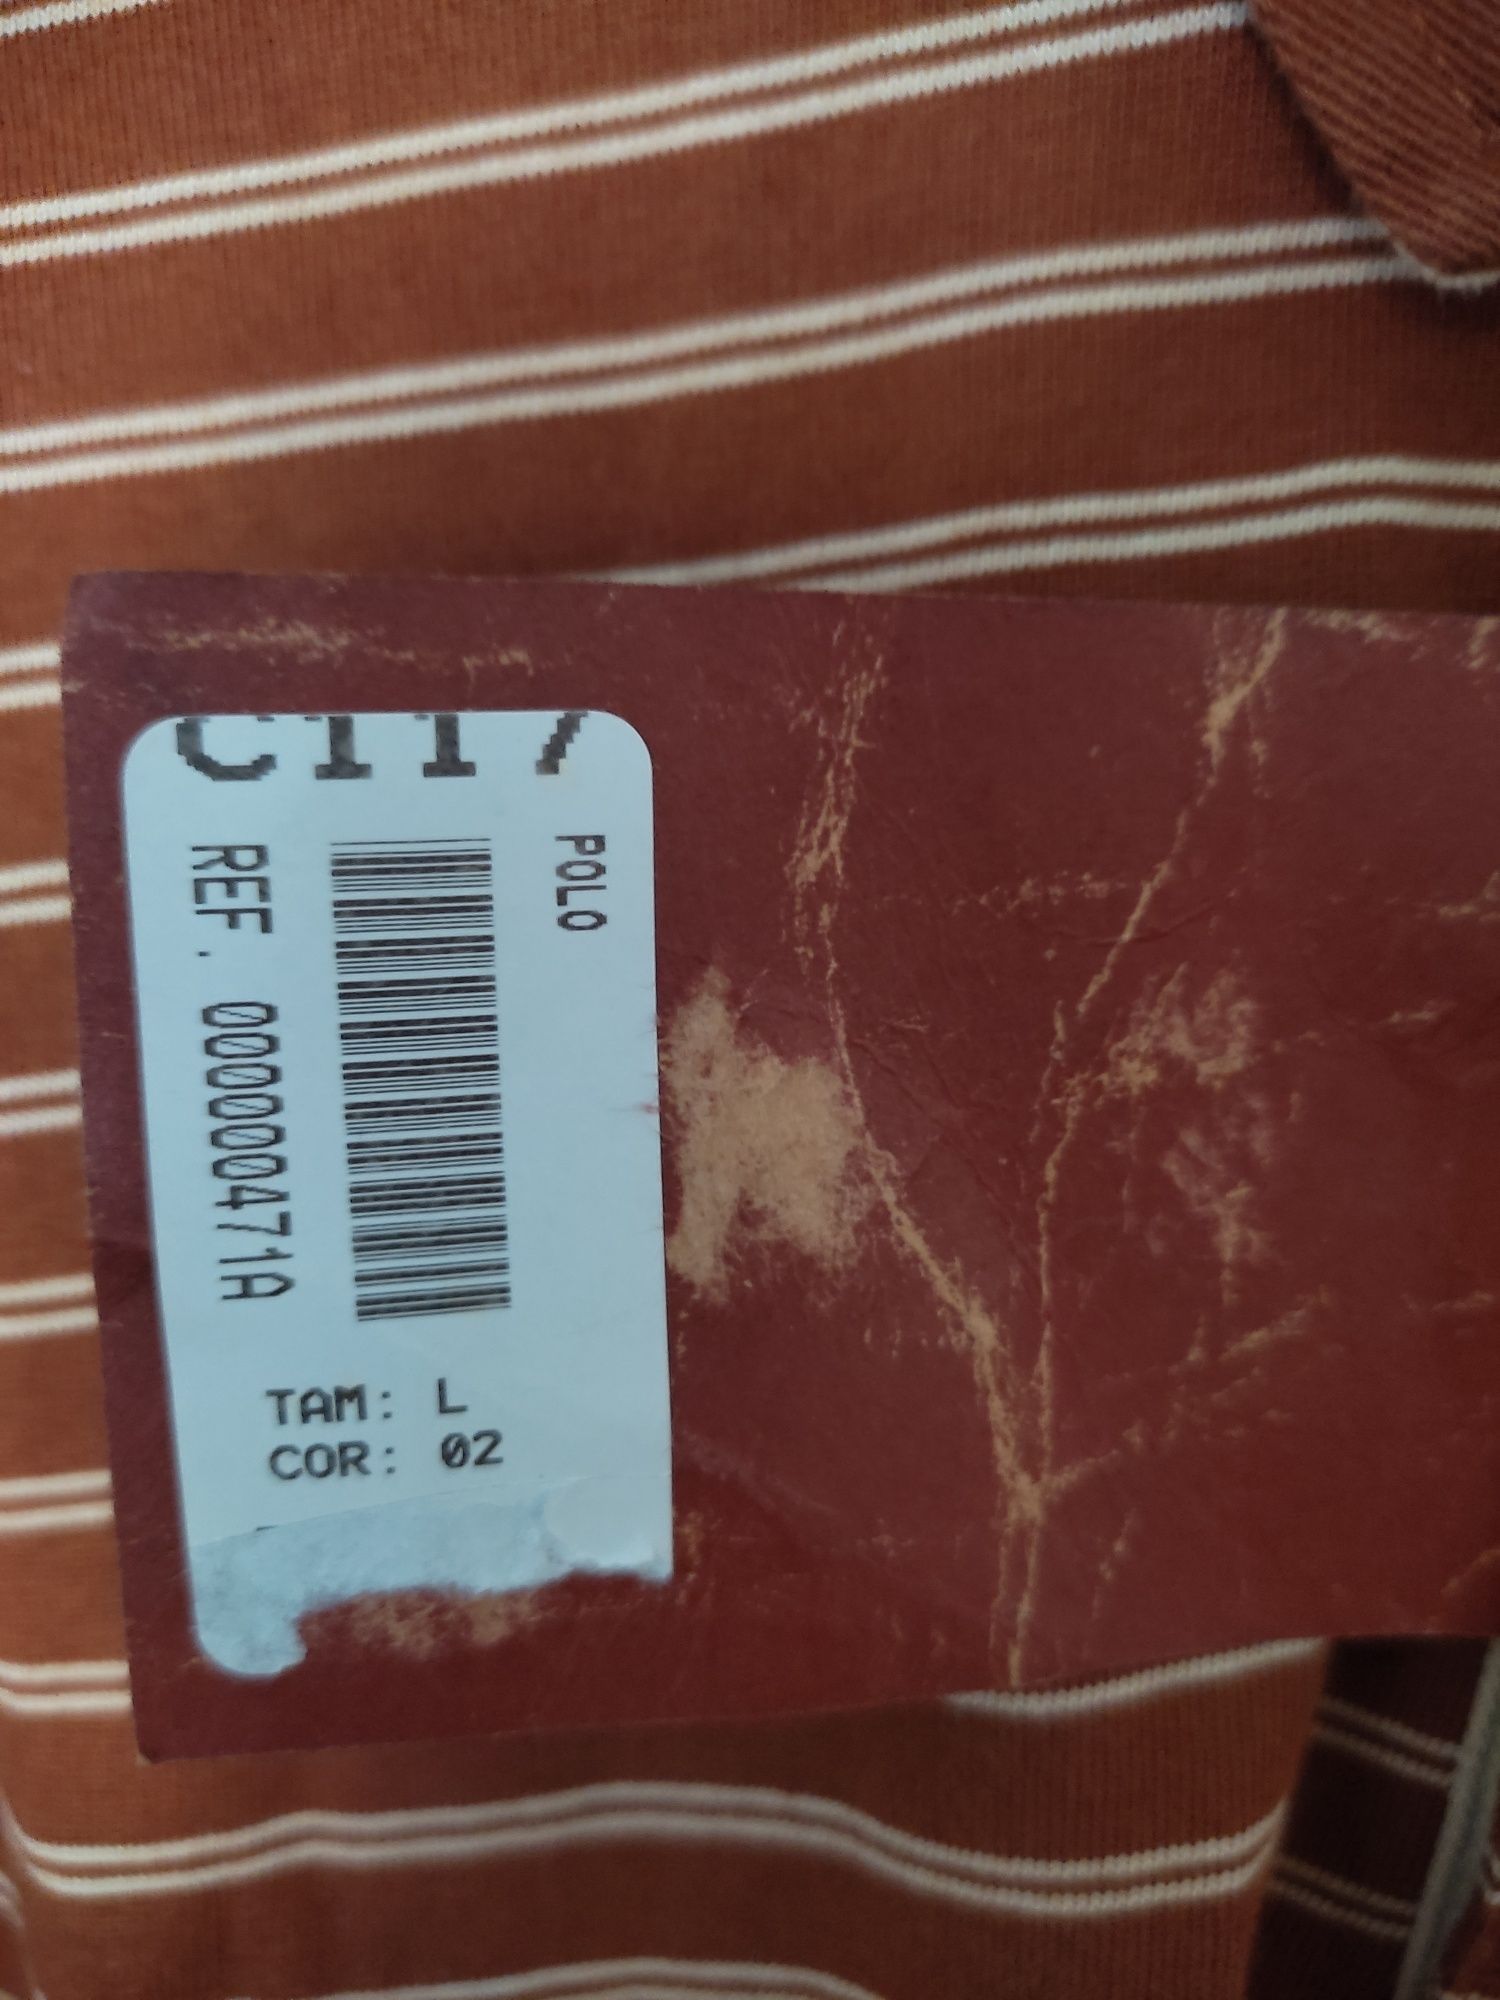 C117
POLO
REF. 00000471A
TAM: L
COR: 02